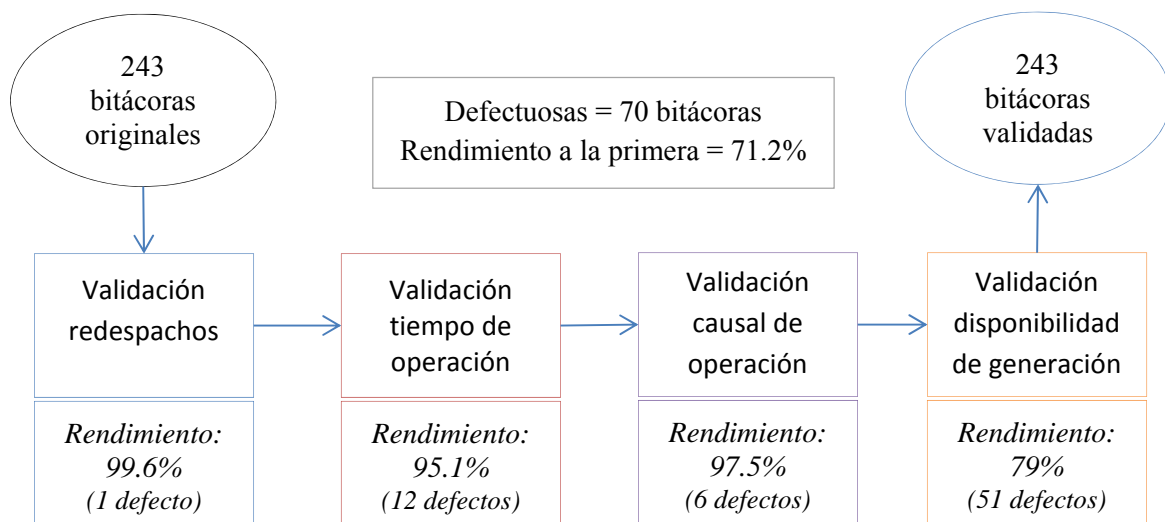 243
bitácoras
originales
Defectuosas = 70 bitácoras
Rendimiento a la primera = 71.2%
243
bitácoras
validadas
Validación
redespachos
Validación
tiempo de
operación
Validación
causal de
operación
Validación
disponibilidad
de generación
Rendimiento:
99.6%
(1 defecto)
Rendimiento:
95.1%
(12 defectos)
Rendimiento:
97.5%
(6 defectos)
Rendimiento:
79%
(51 defectos)